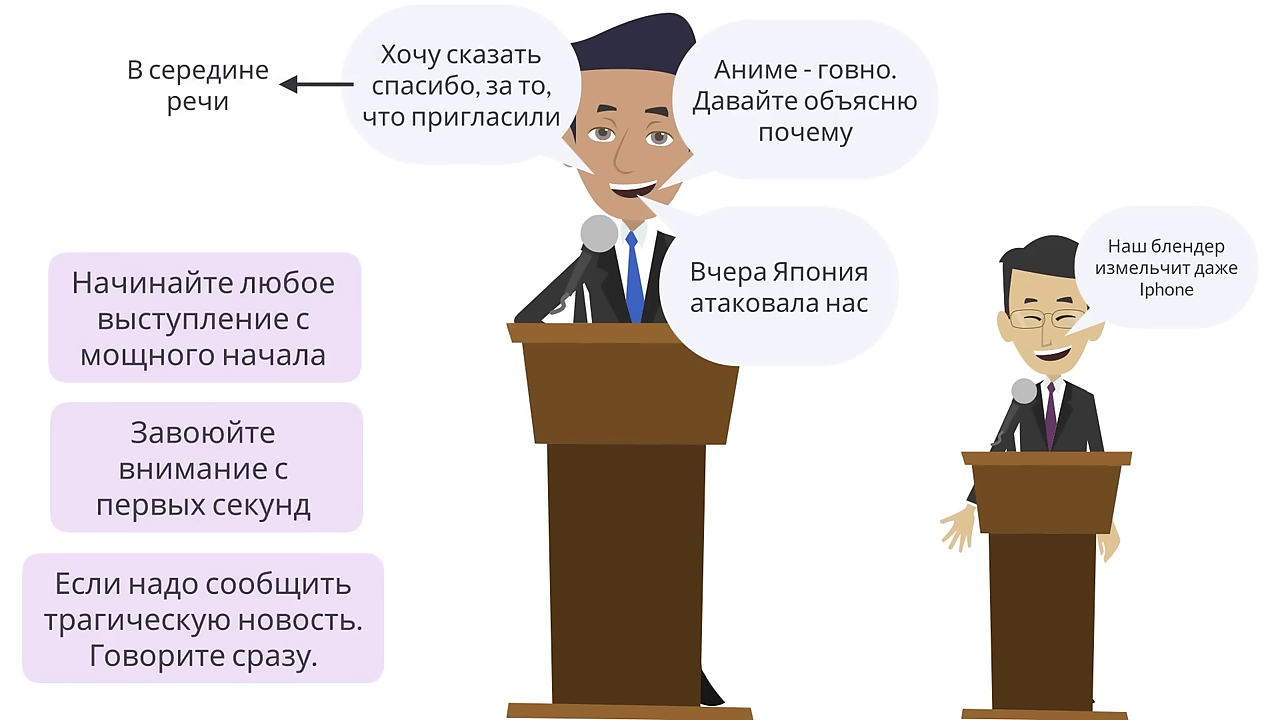 В середине
речи
Хочу сказать
спасибо, за то,
что пригласили
Аниме - говно.
Давайте объясню
почему
Вчера Япония
атаковала нас
Наш блендер
измельчит даже
Iphone
Начинайте любое
выступление с
мощного начала
Завоюйте
внимание с
первых секунд
Если надо сообщить
трагическую новость.
Говорите сразу.